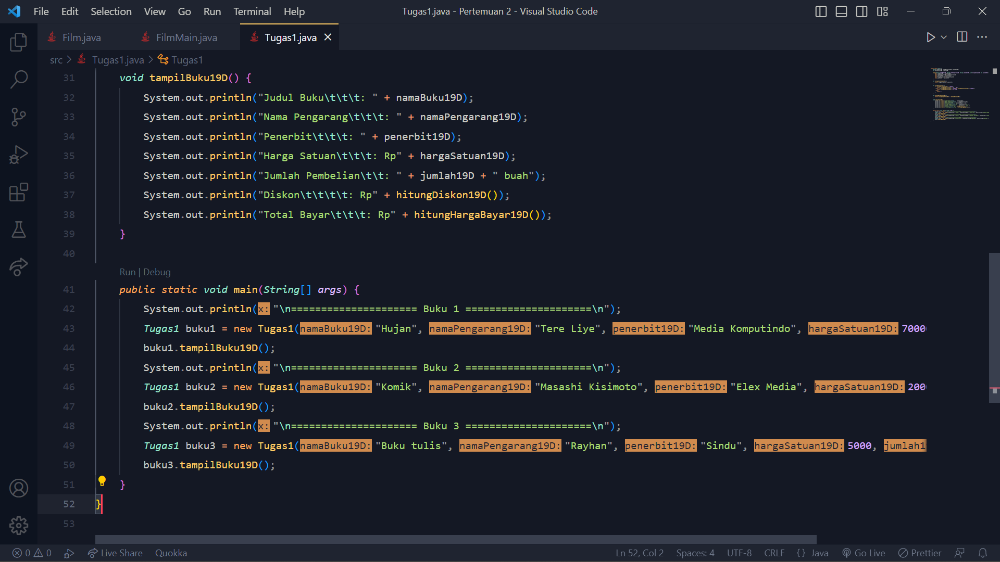 File Edit Selection View Go Run Terminal Help Tugas1.java - Pertemuan 2 - Visual Studio Code
Film.java FilmMain.java Tugas1.java
src > Tugas1.java > Tugas1
31 void tampilBuku19D() {
32 System.out.println("Judul Buku\t\t\t: " + namaBuku19D);
33 System.out.println("Nama Pengarang\t\t\t: " + namaPengarang19D);
34 System.out.println("Penerbit\t\t\t: " + penerbit19D);
35 System.out.println("Harga Satuan\t\t\t: Rp" + hargaSatuan19D);
36 System.out.println("Jumlah Pembelian\t\t: " + jumlah19D + " buah");
37 System.out.println("Diskon\t\t\t\t: Rp" + hitungDiskon19D());
38 System.out.println("Total Bayar\t\t\t: Rp" + hitungHargaBayar19D());
39 }
40
Run | Debug
41 public static void main(String[] args) {
42 System.out.println(x: "\n===================== Buku 1 =====================\n");
43 Tugas1 buku1 = new Tugas1(namaBuku19D: "Hujan", namaPengarang19D: "Tere Liye", penerbit19D: "Media Komputindo", hargaSatuan19D: 7000
44 buku1.tampilBuku19D();
45 System.out.println(x: "\n===================== Buku 2 =====================\n");
46 Tugas1 buku2 = new Tugas1(namaBuku19D: "Komik", namaPengarang19D: "Masashi Kisimoto", penerbit19D: "Elex Media", hargaSatuan19D: 200
47 buku2.tampilBuku19D();
48 System.out.println(x: "\n===================== Buku 3 =====================\n");
49 Tugas1 buku3 = new Tugas1(namaBuku19D: "Buku tulis", namaPengarang19D: "Rayhan", penerbit19D: "Sindu", hargaSatuan19D: 5000, jumlah1
50 buku3.tampilBuku19D();
51 }
52 }
53
0 0 Live Share Quokka Ln 52, Col 2 Spaces: 4 UTF-8 CRLF {} Java Go Live Prettier